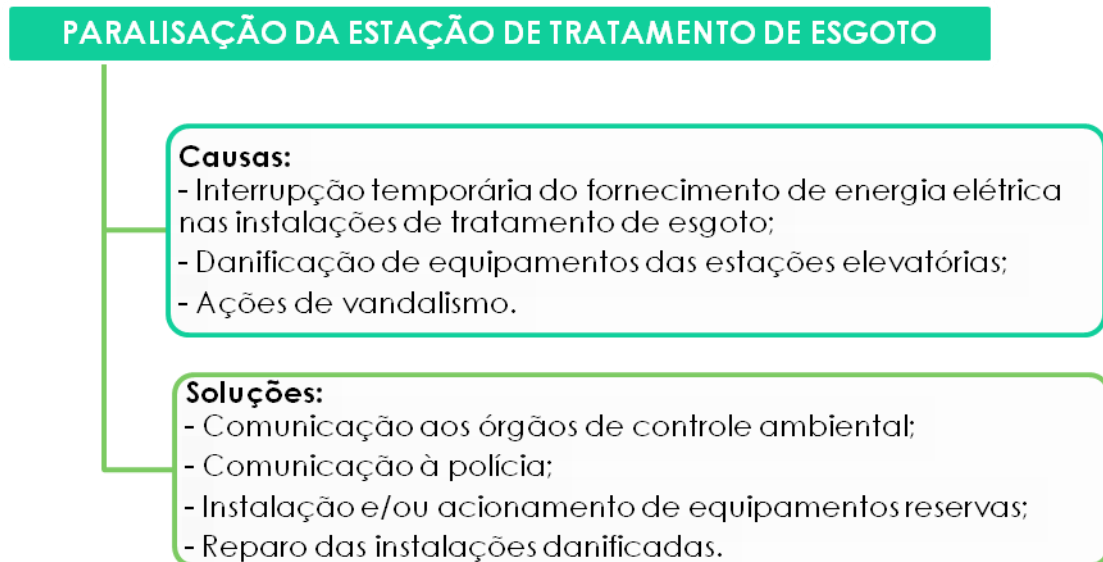 PARALISAÇÃO DA ESTAÇÃO DE TRATAMENTO DE ESGOTO
Causas:
- Interrupção temporária do fornecimento de energia elétrica
nas instalações de tratamento de esgoto;
- Danificação de equipamentos das estações elevatórias;
- Ações de vandalismo.
Soluções:
- Comunicação aos órgãos de controle ambiental;
- Comunicação à polícia;
- Instalação e/ou acionamento de equipamentos reservas;
- Reparo das instalações danificadas.